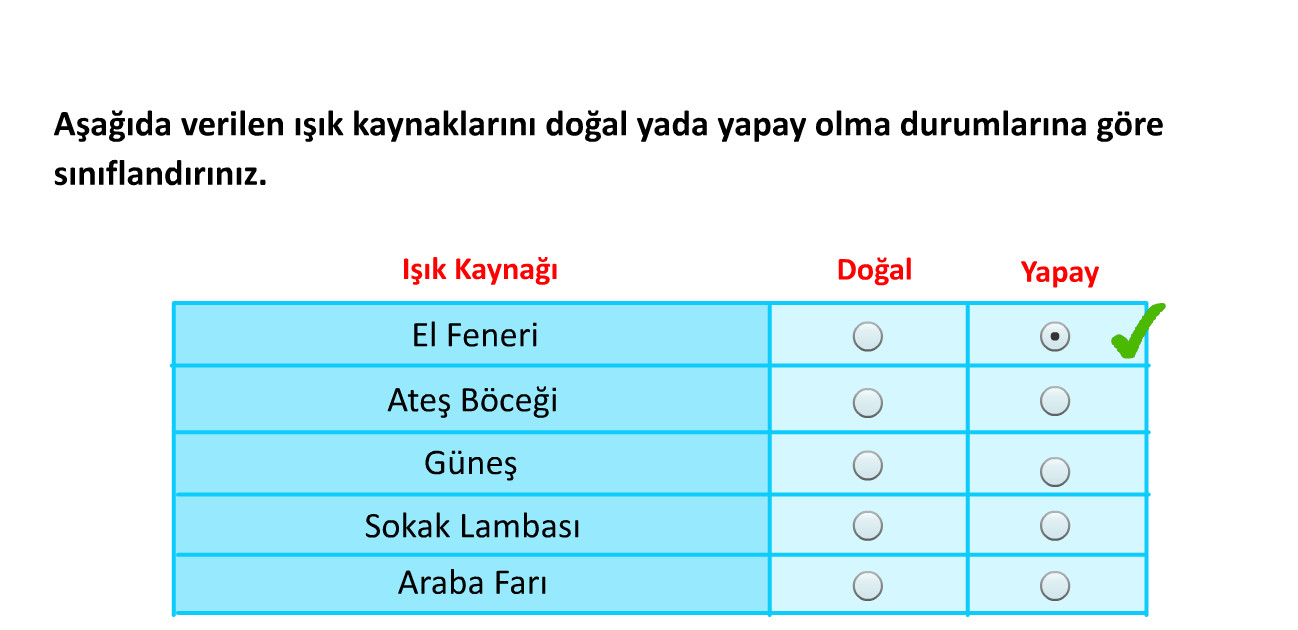 Aşağıda verilen ışık kaynaklarını doğal yada yapay olma durumlarına göre
sınıflandırınız.
Işık Kaynağı Doğal Yapay
El Feneri
Ateş Böceği
Güneş
Sokak Lambası
Araba Farı